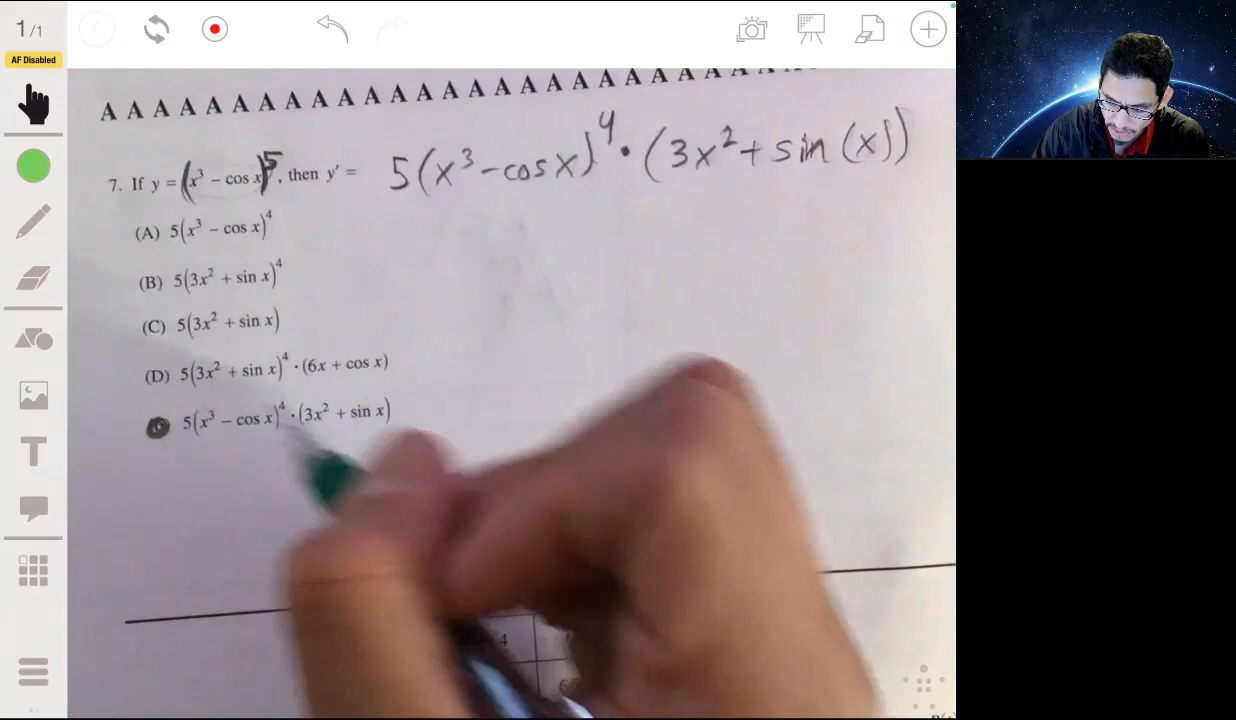 1/1
AF Disabled
A A A A A A A A A A A A A A A A A A A A A A A A A A
7. If y = (x³ − cos x)⁵, then y′ = 5(x³ − cos x)⁴ · (3x² + sin (x))
(A) 5(x³ − cos x)⁴
(B) 5(3x² + sin x)⁴
(C) 5(3x² + sin x)
(D) 5(3x² + sin x)⁴ · (6x + cos x)
5(x³ − cos x)⁴ · (3x² + sin x)
T
4
6